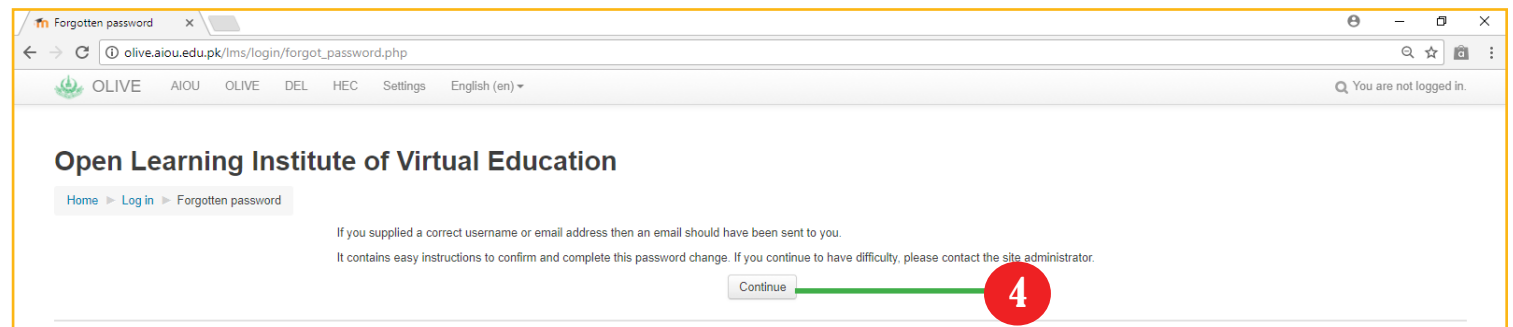 Forgotten password
olive.aiou.edu.pk/lms/login/forgot_password.php
OLIVE AIOU OLIVE DEL HEC Settings English (en) You are not logged in.
Open Learning Institute of Virtual Education
Home Log in Forgotten password
If you supplied a correct username or email address then an email should have been sent to you.
It contains easy instructions to confirm and complete this password change. If you continue to have difficulty, please contact the site administrator.
Continue 4